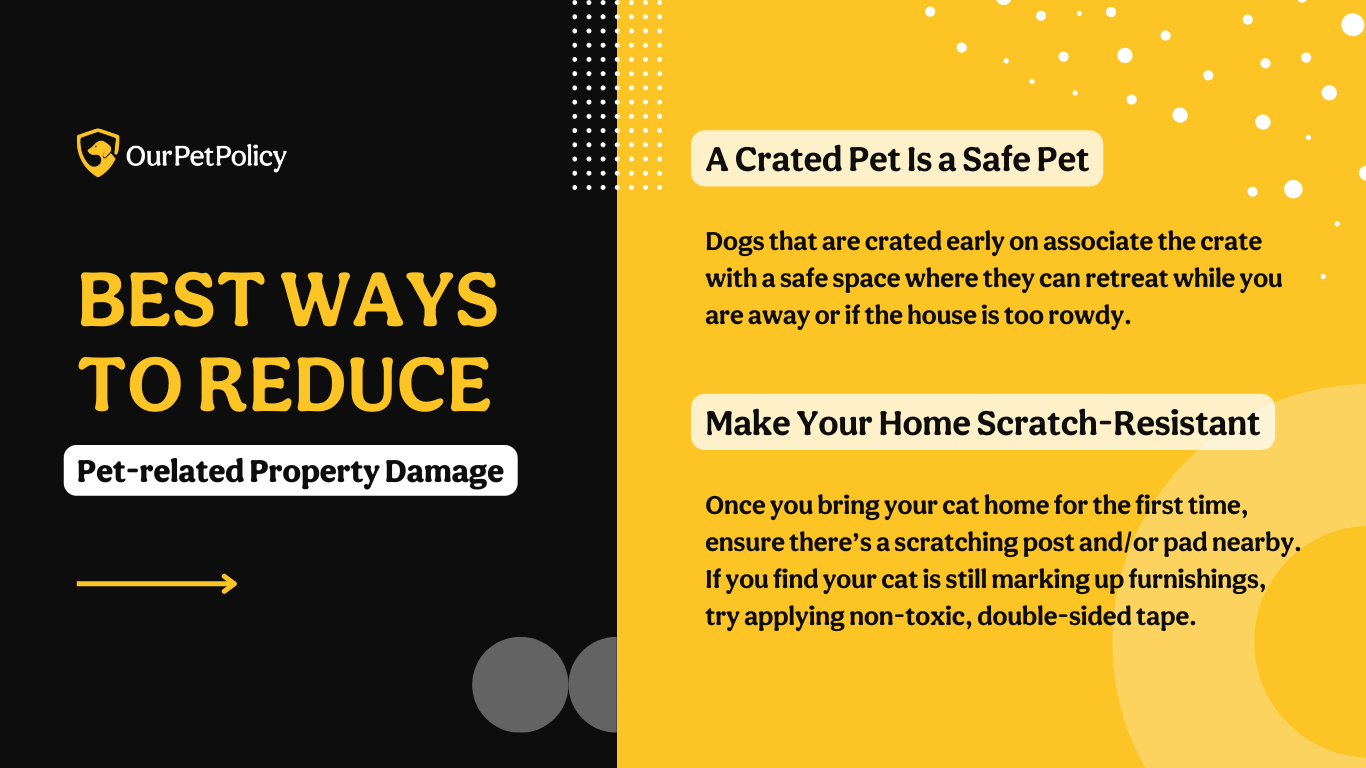 OurPetPolicy
BEST WAYS
TO REDUCE
Pet-related Property Damage
A Crated Pet Is a Safe Pet
Dogs that are crated early on associate the crate
with a safe space where they can retreat while you
are away or if the house is too rowdy.
Make Your Home Scratch-Resistant
Once you bring your cat home for the first time,
ensure there’s a scratching post and/or pad nearby.
If you find your cat is still marking up furnishings,
try applying non-toxic, double-sided tape.